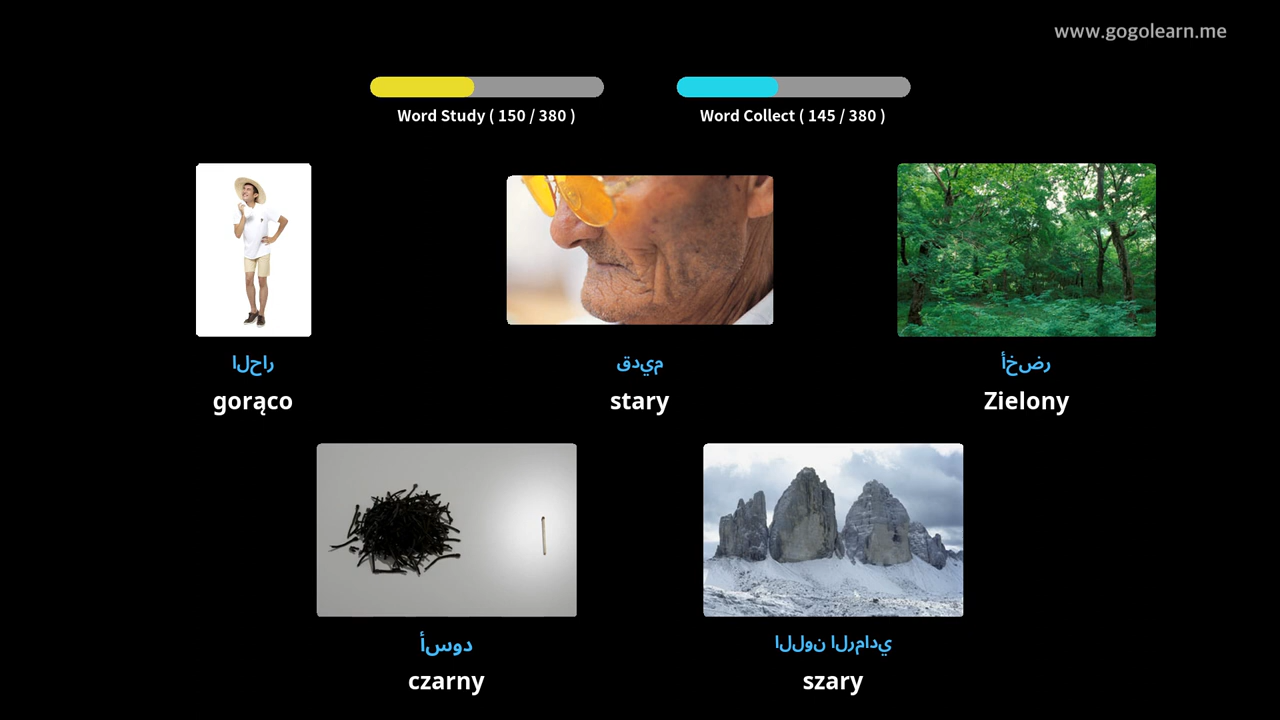 www.gogolearn.me
Word Study ( 150 / 380 )
Word Collect ( 145 / 380 )
الحار
قديم
أخضر
gorąco
stary
Zielony
أسود
اللون الرمادي
czarny
szary